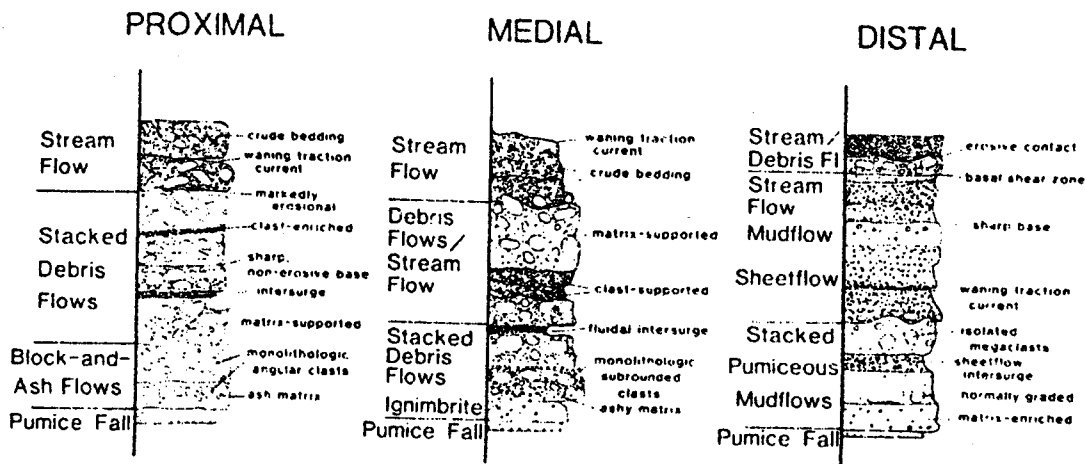 PROXIMAL
Stream
Flow
Stacked
Debris
Flows
Block-and-
Ash Flows
Pumice Fall
crude bedding
waning traction
current
markedly
erosional
clast-enriched
sharp,
non-erosive base
intersurge
matrix-supported
monolithologic
angular clasts
ash matrix
MEDIAL
Stream
Flow
Debris
Flows/
Stream
Flow
Stacked
Debris
Flows
Ignimbrite
Pumice Fall
waning traction
current
crude bedding
matrix-supported
clast-supported
fluidal intersurge
monolithologic
subrounded
clasts
ashy matrix
DISTAL
Stream/
Debris Fl
Stream
Flow
Mudflow
Sheetflow
Stacked
Pumiceous
Mudflows
Pumice Fall
erosive contact
basal shear zone
sharp base
waning traction
current
isolated
megaclasts
sheetflow
intersurge
normally graded
matrix-enriched